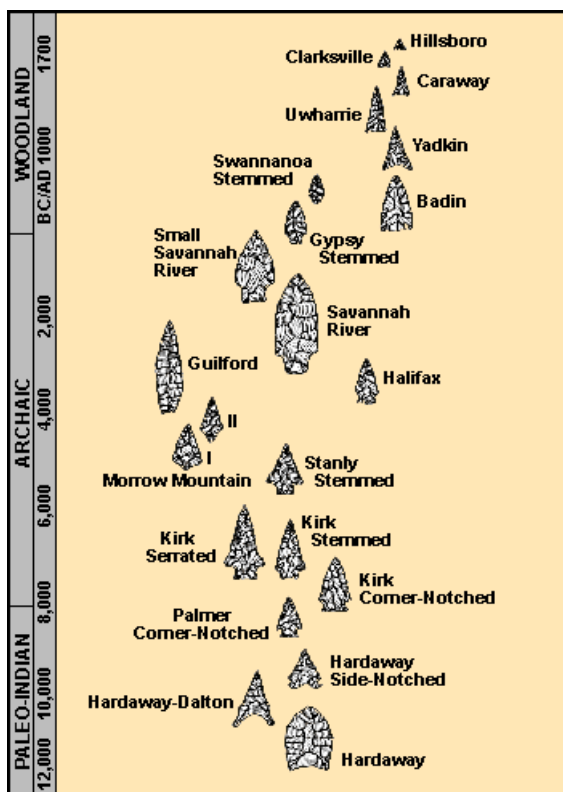 WOODLAND
ARCHAIC
PALEO-INDIAN
1700
BC/AD 1000
2,000
4,000
6,000
8,000
10,000
12,000
Hillsboro
Clarksville
Caraway
Uwharrie
Yadkin
Swannanoa
Stemmed
Badin
Small
Savannah
River
Gypsy
Stemmed
Savannah
River
Guilford
Halifax
II
I
Morrow Mountain
Stanly
Stemmed
Kirk
Serrated
Kirk
Stemmed
Kirk
Corner-Notched
Palmer
Corner-Notched
Hardaway
Side-Notched
Hardaway-Dalton
Hardaway